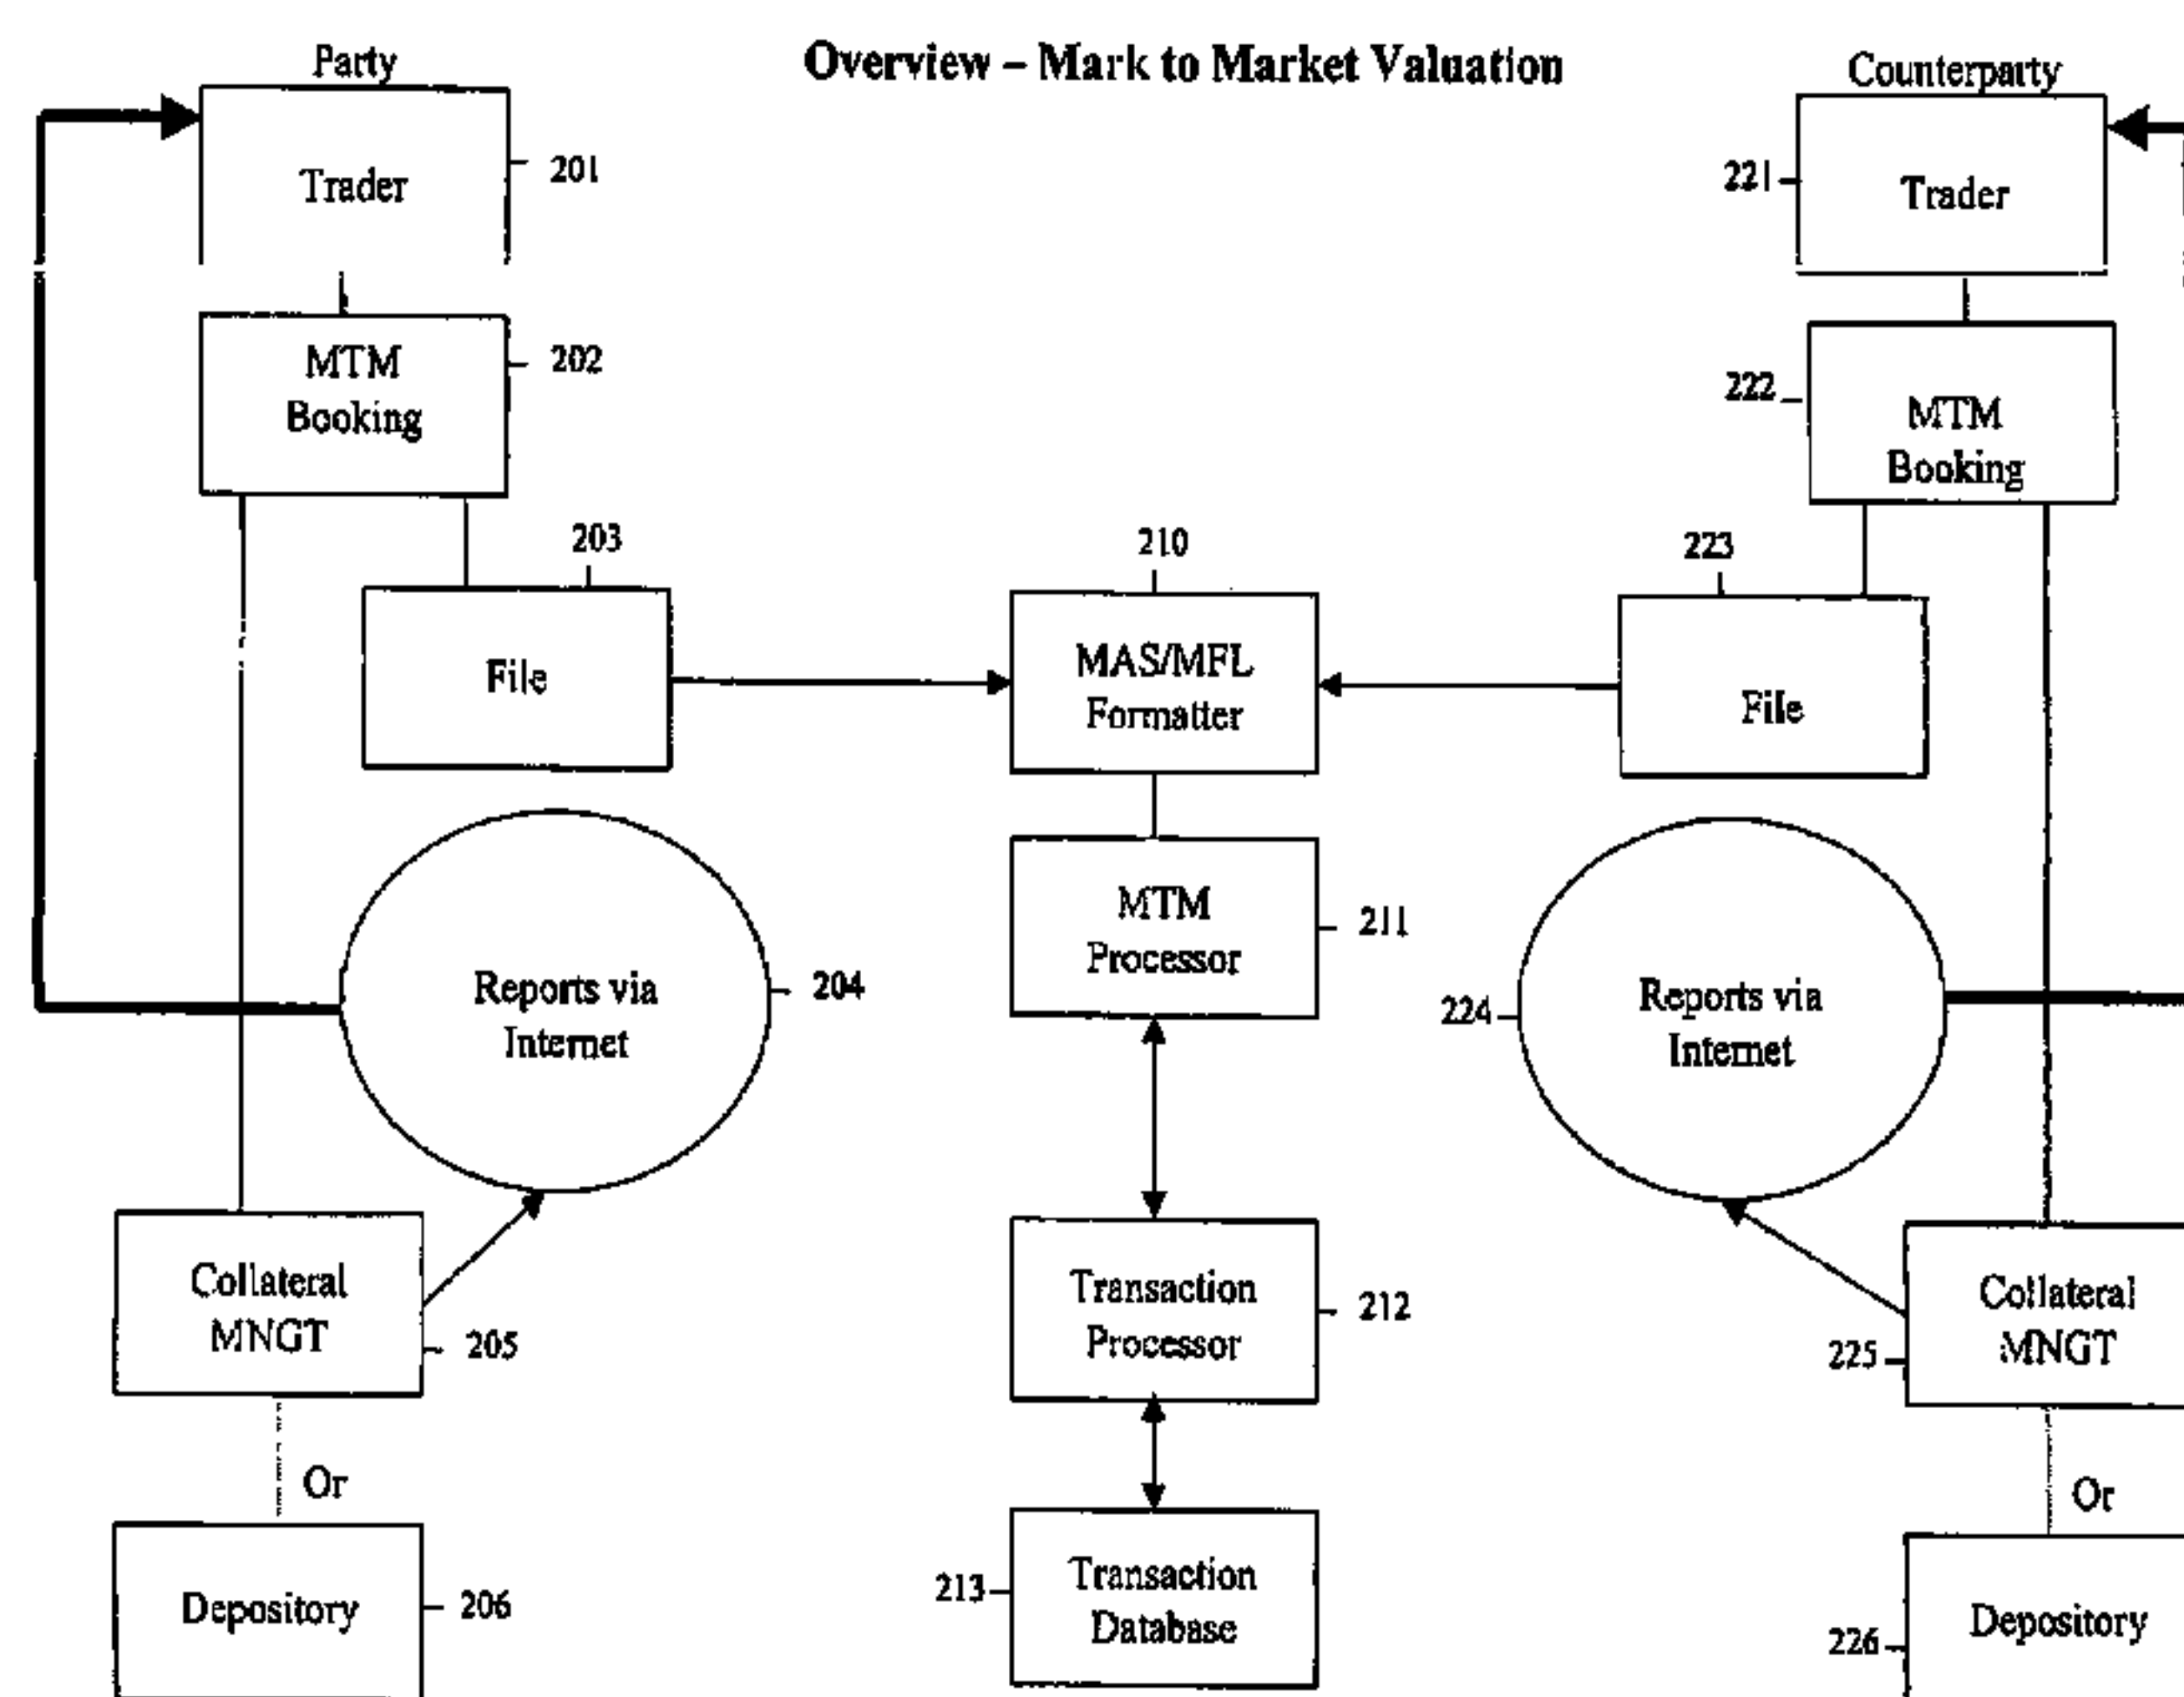 Overview – Mark to Market Valuation
Party
Trader
201
MTM
Booking
202
203
File
Reports via
Internet
204
Collateral
MNGT
205
Or
Depository
206
210
MAS/MFL
Formatter
MTM
Processor
211
Transaction
Processor
212
213
Transaction
Database
Counterparty
221
Trader
222
MTM
Booking
223
File
224
Reports via
Internet
Collateral
MNGT
225
Or
Depository
226